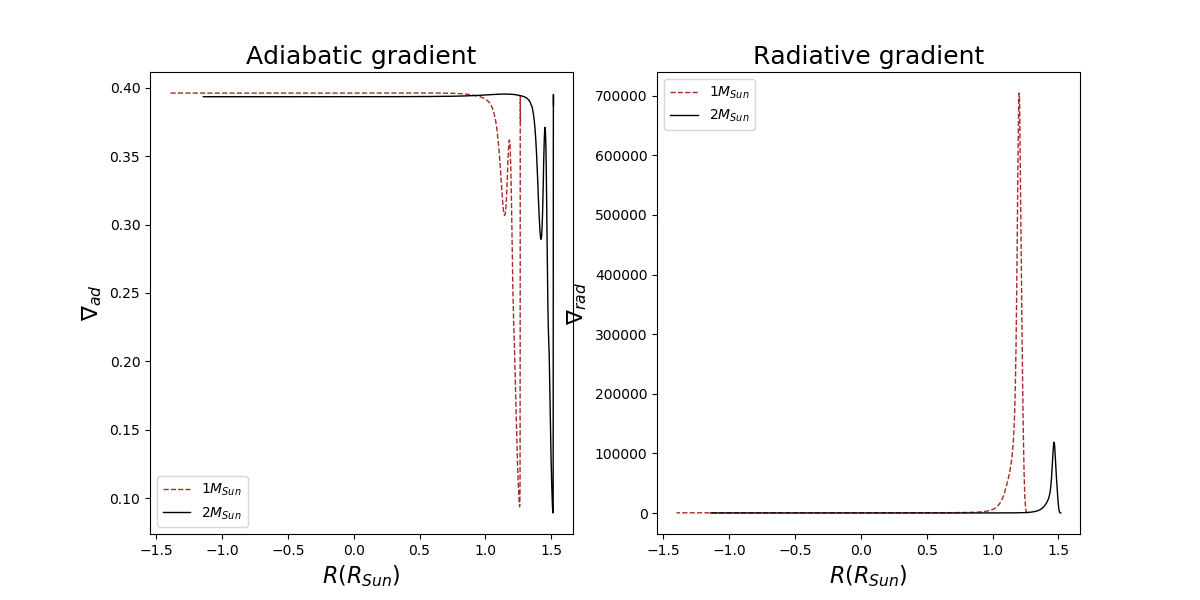 Adiabatic gradient
∇ad
0.40
0.35
0.30
0.25
0.20
0.15
0.10
1MSun
2MSun
−1.5 −1.0 −0.5 0.0 0.5 1.0 1.5
R(RSun)
Radiative gradient
∇rad
700000
600000
500000
400000
300000
200000
100000
0
1MSun
2MSun
−1.5 −1.0 −0.5 0.0 0.5 1.0 1.5
R(RSun)